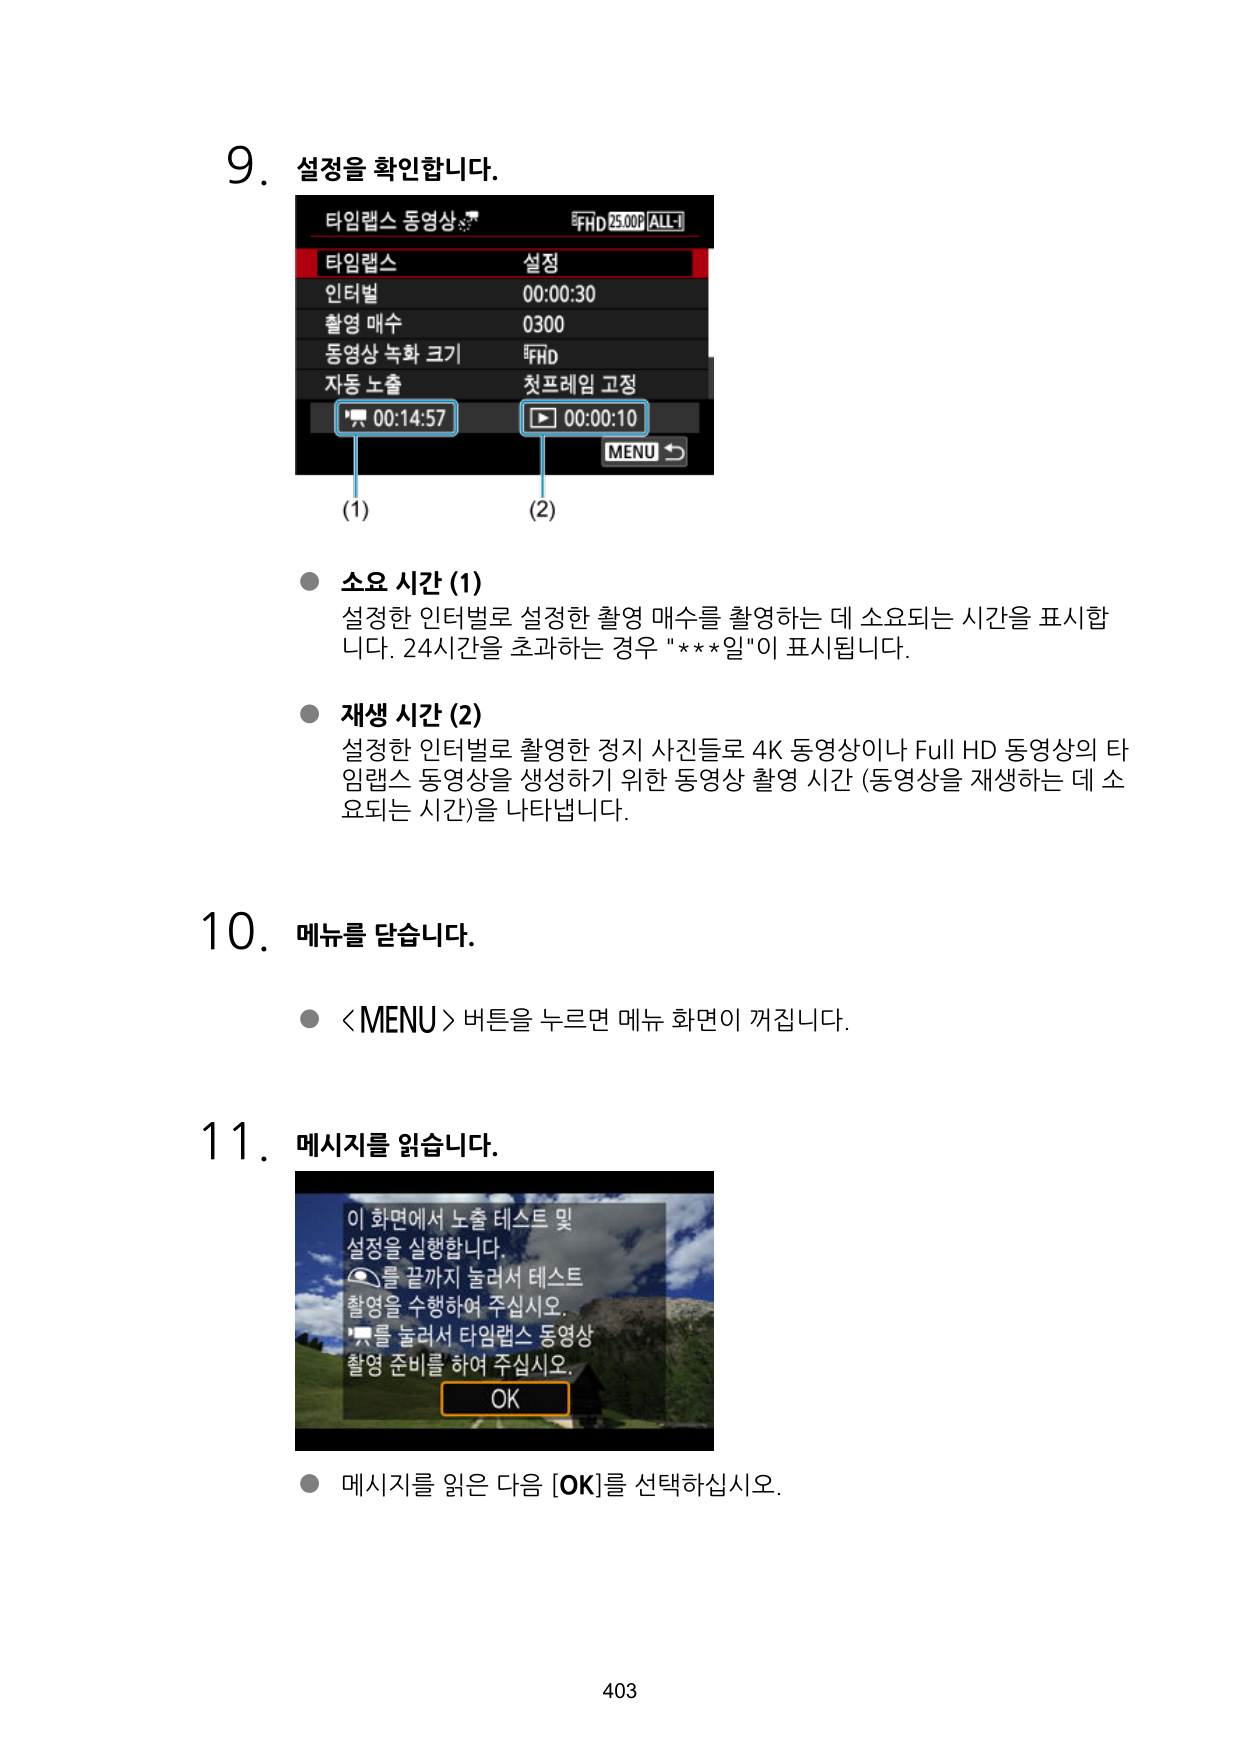 9. 설정을 확인합니다.
타임랩스 동영상 FHD 25.00P ALL-I
타임랩스 설정
인터벌 00:00:30
촬영 매수 0300
동영상 녹화 크기 FHD
자동 노출 첫프레임 고정
00:14:57 00:00:10
MENU
(1) (2)
● 소요 시간 (1)
설정한 인터벌로 설정한 촬영 매수를 촬영하는 데 소요되는 시간을 표시합
니다. 24시간을 초과하는 경우 "***일"이 표시됩니다.
● 재생 시간 (2)
설정한 인터벌로 촬영한 정지 사진들로 4K 동영상이나 Full HD 동영상의 타
임랩스 동영상을 생성하기 위한 동영상 촬영 시간 (동영상을 재생하는 데 소
요되는 시간)을 나타냅니다.
10. 메뉴를 닫습니다.
● <MENU> 버튼을 누르면 메뉴 화면이 꺼집니다.
11. 메시지를 읽습니다.
이 화면에서 노출 테스트 및
설정을 실행합니다.
를 끝까지 눌러서 테스트
촬영을 수행하여 주십시오.
를 눌러서 타임랩스 동영상
촬영 준비를 하여 주십시오.
OK
● 메시지를 읽은 다음 [OK]를 선택하십시오.
403